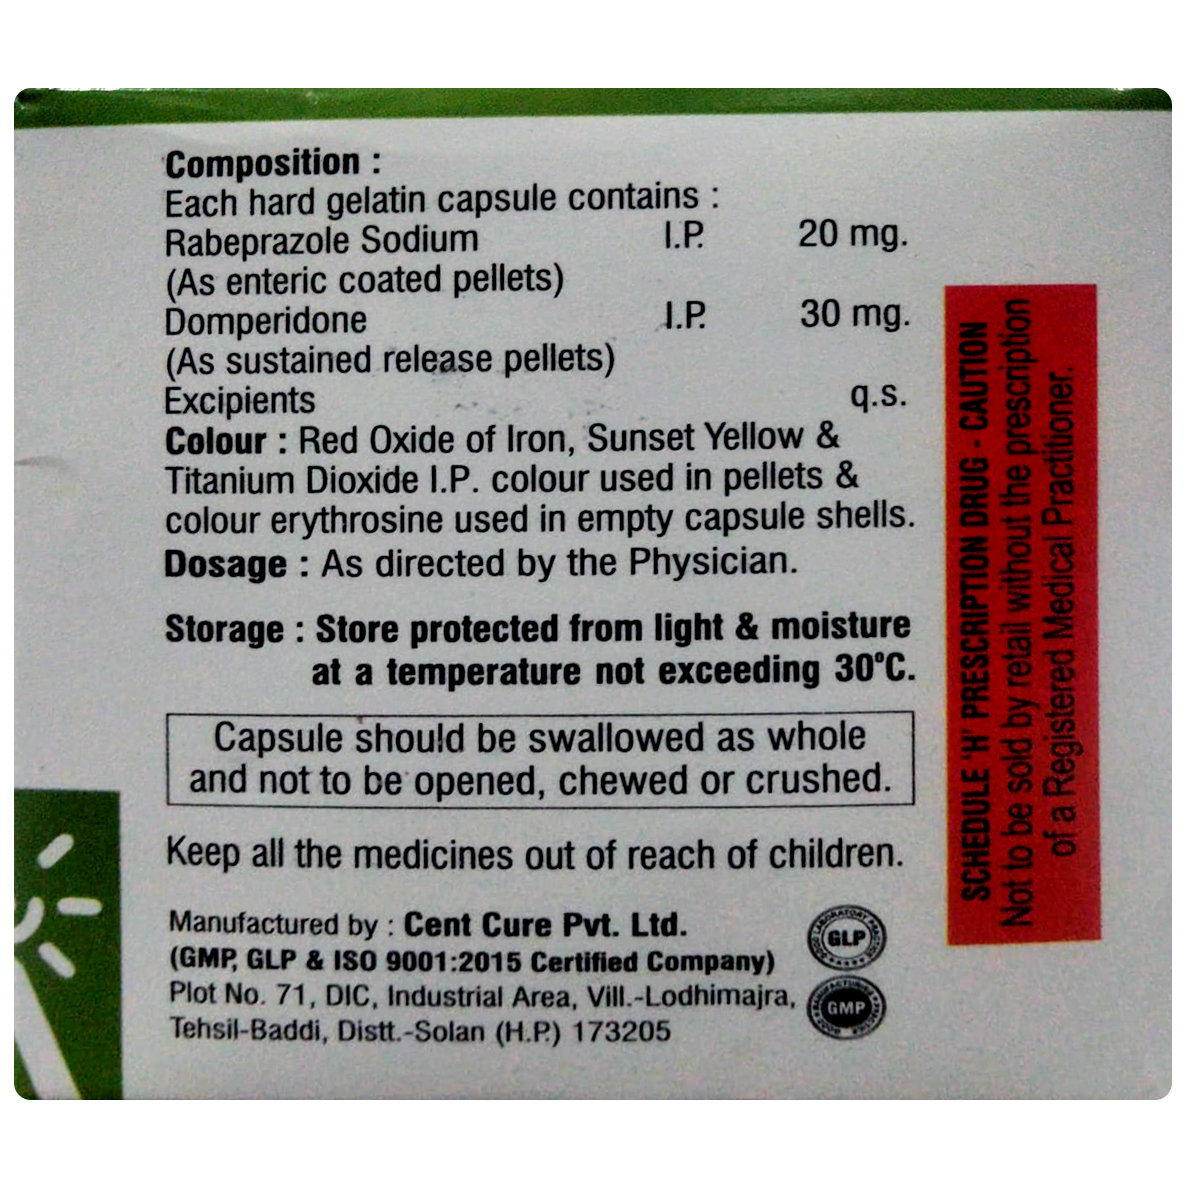 Composition :
Each hard gelatin capsule contains :
Rabeprazole Sodium I.P. 20 mg.
(As enteric coated pellets)
Domperidone I.P. 30 mg.
(As sustained release pellets)
Excipients q.s.
Colour : Red Oxide of Iron, Sunset Yellow &
Titanium Dioxide I.P. colour used in pellets &
colour erythrosine used in empty capsule shells.
Dosage : As directed by the Physician.
Storage : Store protected from light & moisture
at a temperature not exceeding 30°C.
Capsule should be swallowed as whole
and not to be opened, chewed or crushed.
Keep all the medicines out of reach of children.
Manufactured by : Cent Cure Pvt. Ltd.
(GMP, GLP & ISO 9001:2015 Certified Company)
Plot No. 71, DIC, Industrial Area, Vill.-Lodhimajra,
Tehsil-Baddi, Distt.-Solan (H.P.) 173205
GLP
GMP
SCHEDULE 'H' PRESCRIPTION DRUG - CAUTION
Not to be sold by retail without the prescription
of a Registered Medical Practitioner.